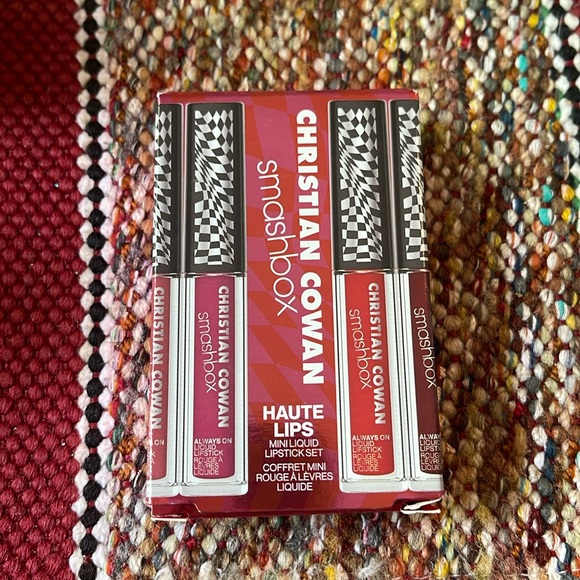 CHRISTIAN COWAN
smashbox
HAUTE
LIPS
MINI LIQUID
LIPSTICK SET
COFFRET MINI
ROUGE À LÈVRES
LIQUIDE
CHRISTIAN COWAN
CHRISTIAN COWAN
smashbox
ALWAYS ON
LIQUID
LIPSTICK
ROUGE À
LÈVRES
LIQUIDE
CHRISTIAN COWAN
ALWAYS ON
LIQUID
LIPSTICK
ROUGE À
LÈVRES
LIQUIDE
smashbox